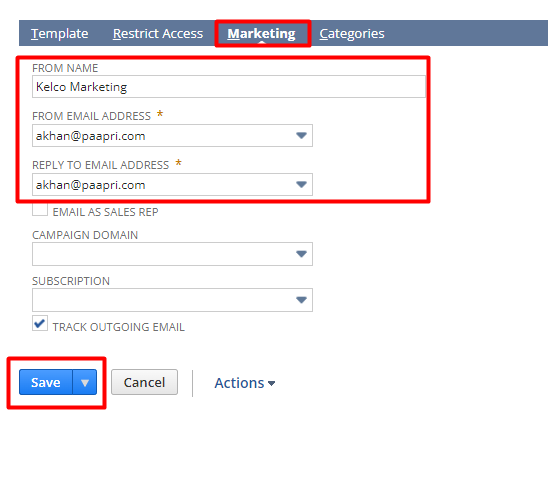 Template Restrict Access Marketing Categories
FROM NAME
Kelco Marketing
FROM EMAIL ADDRESS *
akhan@paapri.com
REPLY TO EMAIL ADDRESS *
akhan@paapri.com
EMAIL AS SALES REP
CAMPAIGN DOMAIN
SUBSCRIPTION
TRACK OUTGOING EMAIL
Save Cancel Actions